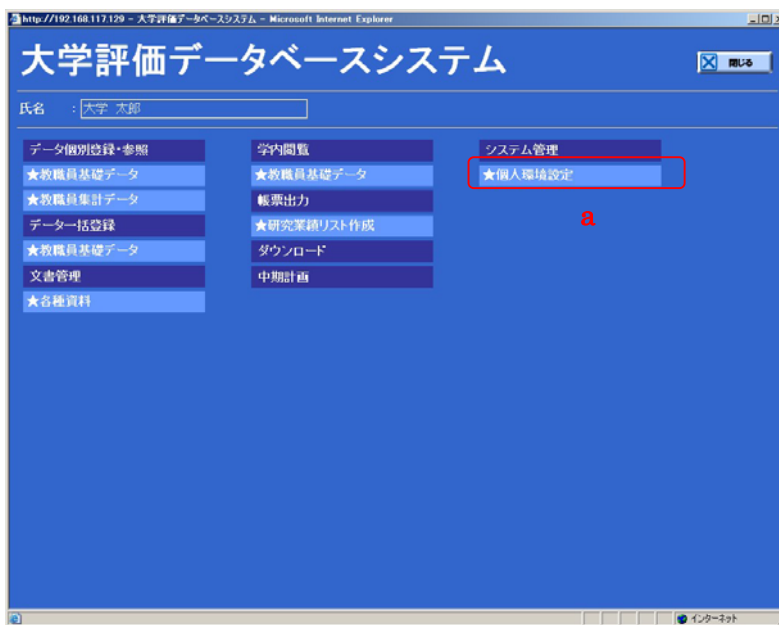 http://192.168.117.129 - 大学評価データベースシステム - Microsoft Internet Explorer
大学評価データベースシステム
閉じる
氏名 : 大学 太郎
データ個別登録・参照
★教職員基礎データ
★教職員集計データ
データ一括登録
★教職員基礎データ
文書管理
★各種資料
学内閲覧
★教職員基礎データ
帳票出力
★研究業績リスト作成
ダウンロード
中期計画
システム管理
★個人環境設定
a
インターネット